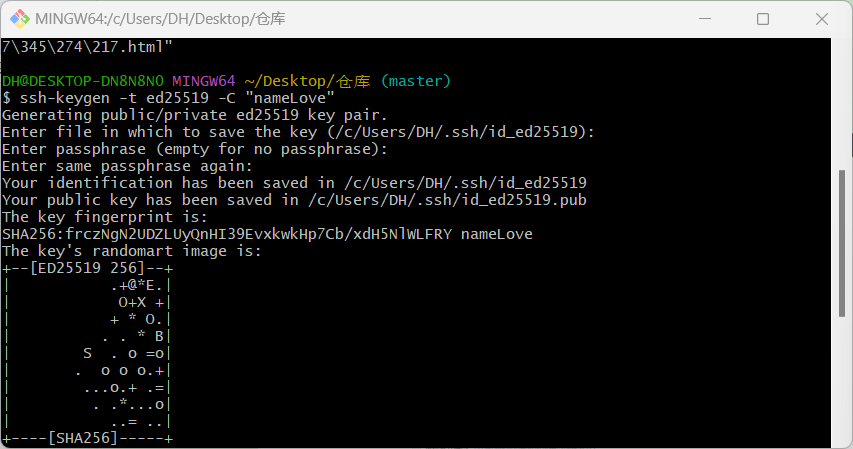 MINGW64:/c/Users/DH/Desktop/仓库
7\345\274\217.html"
DH@DESKTOP-DN8N8NO MINGW64 ~/Desktop/仓库 (master)
$ ssh-keygen -t ed25519 -C "nameLove"
Generating public/private ed25519 key pair.
Enter file in which to save the key (/c/Users/DH/.ssh/id_ed25519):
Enter passphrase (empty for no passphrase):
Enter same passphrase again:
Your identification has been saved in /c/Users/DH/.ssh/id_ed25519
Your public key has been saved in /c/Users/DH/.ssh/id_ed25519.pub
The key fingerprint is:
SHA256:frczNgN2UDZLUyQnHI39EvxkwkHp7Cb/xdH5NlWLFRY nameLove
The key's randomart image is:
+--[ED25519 256]--+
|           .+@*E.|
|            O+X +|
|           + * O.|
|          . . * B|
|        S  . o =o|
|       .  o o o.+|
|        ...o.+ .=|
|         . .*...o|
|           ..= ..|
+----[SHA256]-----+